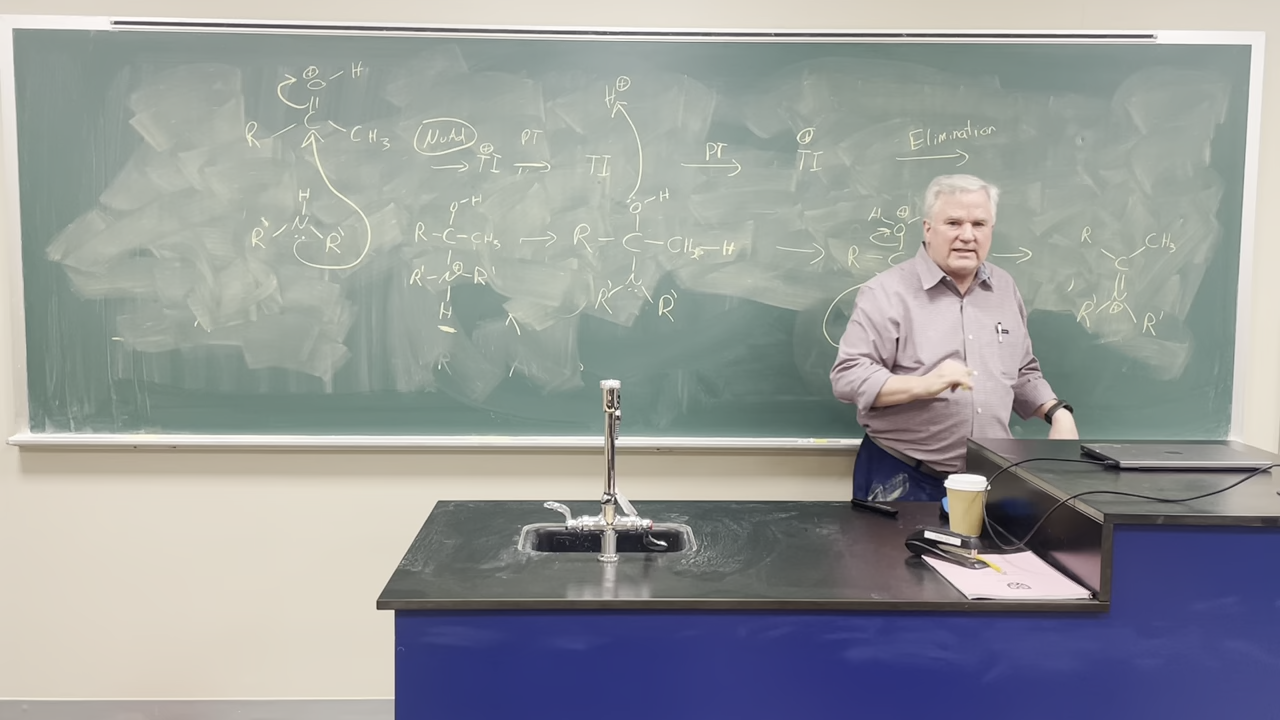 ⊕
O – H
R C CH3
H
R' N R'
NuAd
⊕
TI
PT
TI
PT
⊕
TI
Elimination
O-H
R-C-CH3
R'-N⊕-R'
H
H⊕
O-H
R-C-CH3-H
R' N R'
H ⊕
O
R-C
R CH3
C
N
R' ⊕ R'